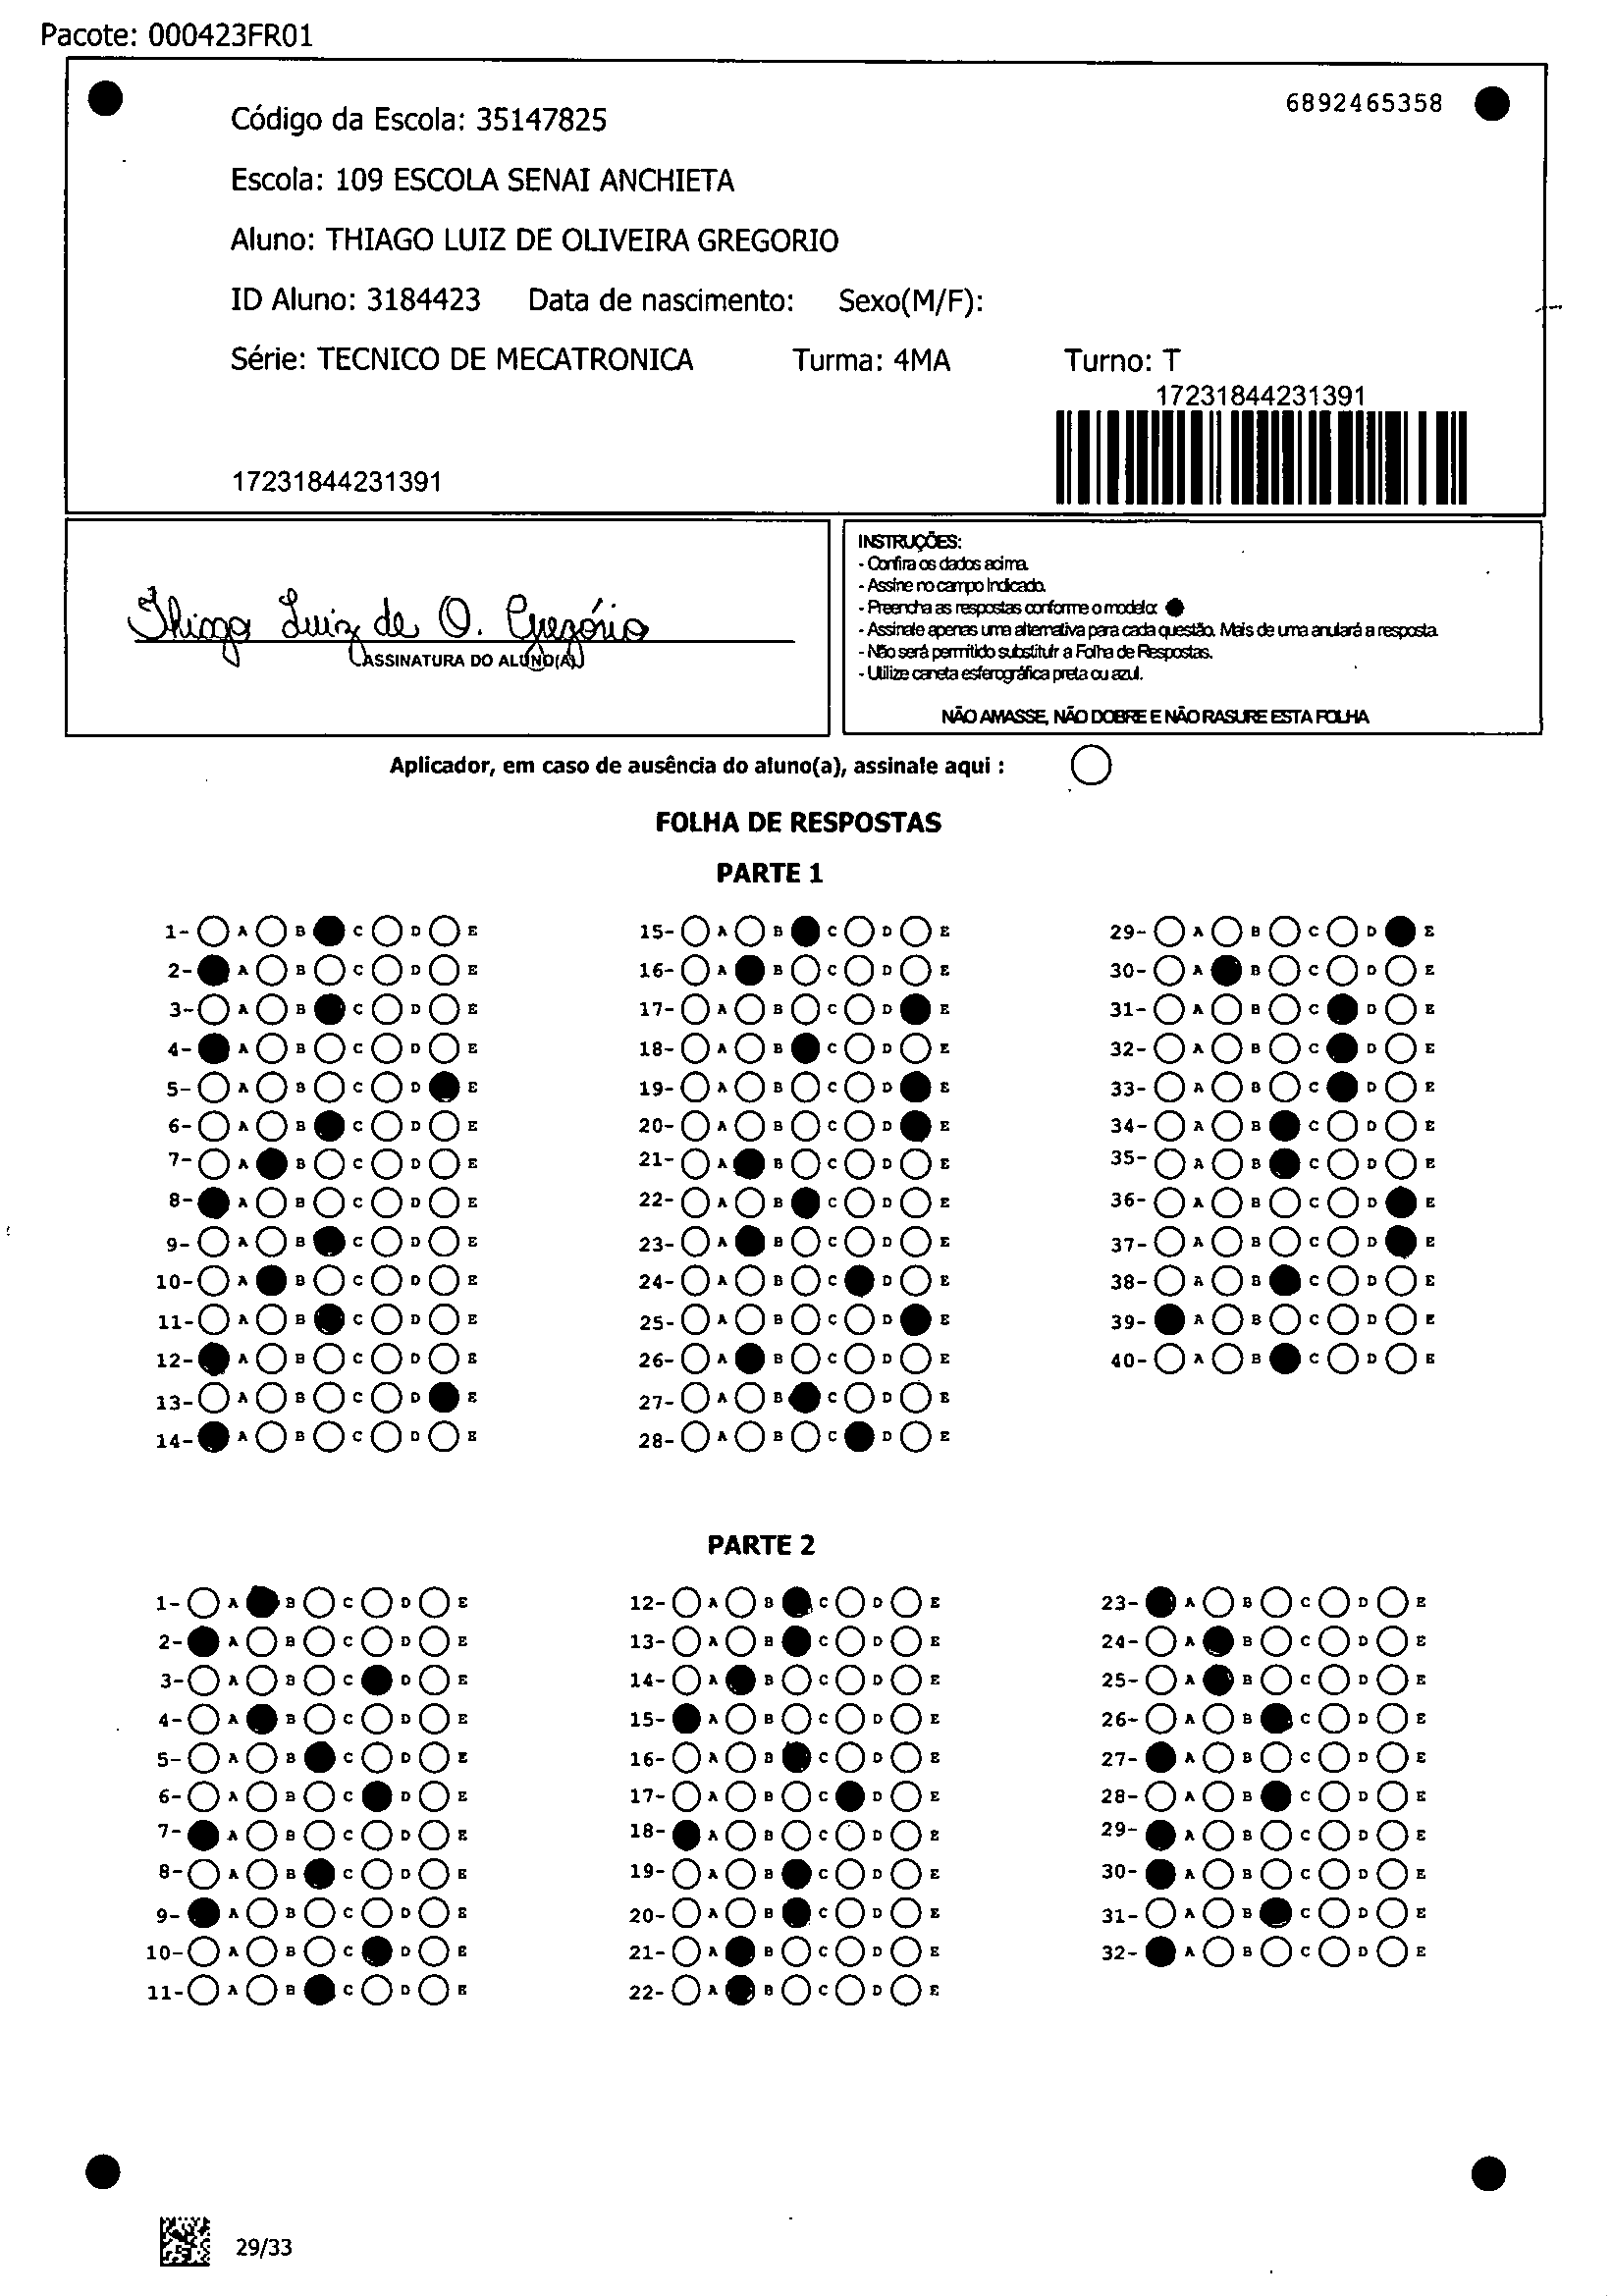 Pacote: 000423FR01
6892465358
Código da Escola: 35147825
Escola: 109 ESCOLA SENAI ANCHIETA
Aluno: THIAGO LUIZ DE OLIVEIRA GREGORIO
ID Aluno: 3184423 Data de nascimento: Sexo(M/F):
Série: TECNICO DE MECATRONICA Turma: 4MA Turno: T
17231844231391
17231844231391
Thiago Luiz de O. Gregório
ASSINATURA DO ALUNO(A)
INSTRUÇÕES:
- Confira os dados acima.
- Assine no campo indicado.
- Preencha as respostas conforme o modelo:
- Assinale apenas uma alternativa para cada questão. Mais de uma anulará a resposta.
- Não será permitido substituir a Folha de Respostas.
- Utilize caneta esferográfica preta ou azul.
NÃO AMASSE, NÃO DOBRE E NÃO RASURE ESTA FOLHA
Aplicador, em caso de ausência do aluno(a), assinale aqui :
FOLHA DE RESPOSTAS
PARTE 1
1- A B C D E 15- A B C D E 29- A B C D E
2- A B C D E 16- A B C D E 30- A B C D E
3- A B C D E 17- A B C D E 31- A B C D E
4- A B C D E 18- A B C D E 32- A B C D E
5- A B C D E 19- A B C D E 33- A B C D E
6- A B C D E 20- A B C D E 34- A B C D E
7- A B C D E 21- A B C D E 35- A B C D E
8- A B C D E 22- A B C D E 36- A B C D E
9- A B C D E 23- A B C D E 37- A B C D E
10- A B C D E 24- A B C D E 38- A B C D E
11- A B C D E 25- A B C D E 39- A B C D E
12- A B C D E 26- A B C D E 40- A B C D E
13- A B C D E 27- A B C D E
14- A B C D E 28- A B C D E
PARTE 2
1- A B C D E 12- A B C D E 23- A B C D E
2- A B C D E 13- A B C D E 24- A B C D E
3- A B C D E 14- A B C D E 25- A B C D E
4- A B C D E 15- A B C D E 26- A B C D E
5- A B C D E 16- A B C D E 27- A B C D E
6- A B C D E 17- A B C D E 28- A B C D E
7- A B C D E 18- A B C D E 29- A B C D E
8- A B C D E 19- A B C D E 30- A B C D E
9- A B C D E 20- A B C D E 31- A B C D E
10- A B C D E 21- A B C D E 32- A B C D E
11- A B C D E 22- A B C D E
29/33